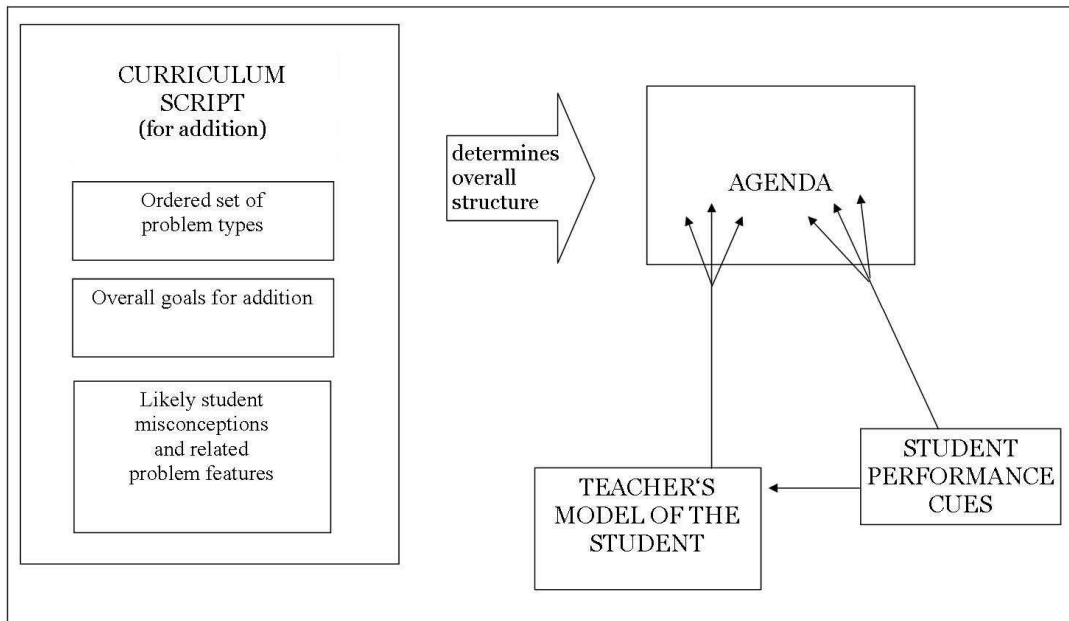 CURRICULUM
SCRIPT
(for addition)
Ordered set of
problem types
Overall goals for addition
Likely student
misconceptions
and related
problem features
determines
overall
structure
AGENDA
TEACHER‘S
MODEL OF THE
STUDENT
STUDENT
PERFORMANCE
CUES